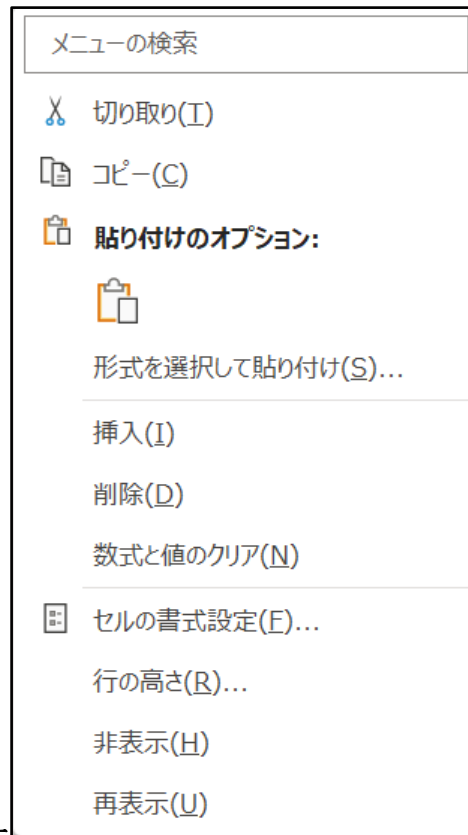 メニューの検索
切り取り(T)
コピー(C)
貼り付けのオプション:
形式を選択して貼り付け(S)...
挿入(I)
削除(D)
数式と値のクリア(N)
セルの書式設定(F)...
行の高さ(R)...
非表示(H)
再表示(U)